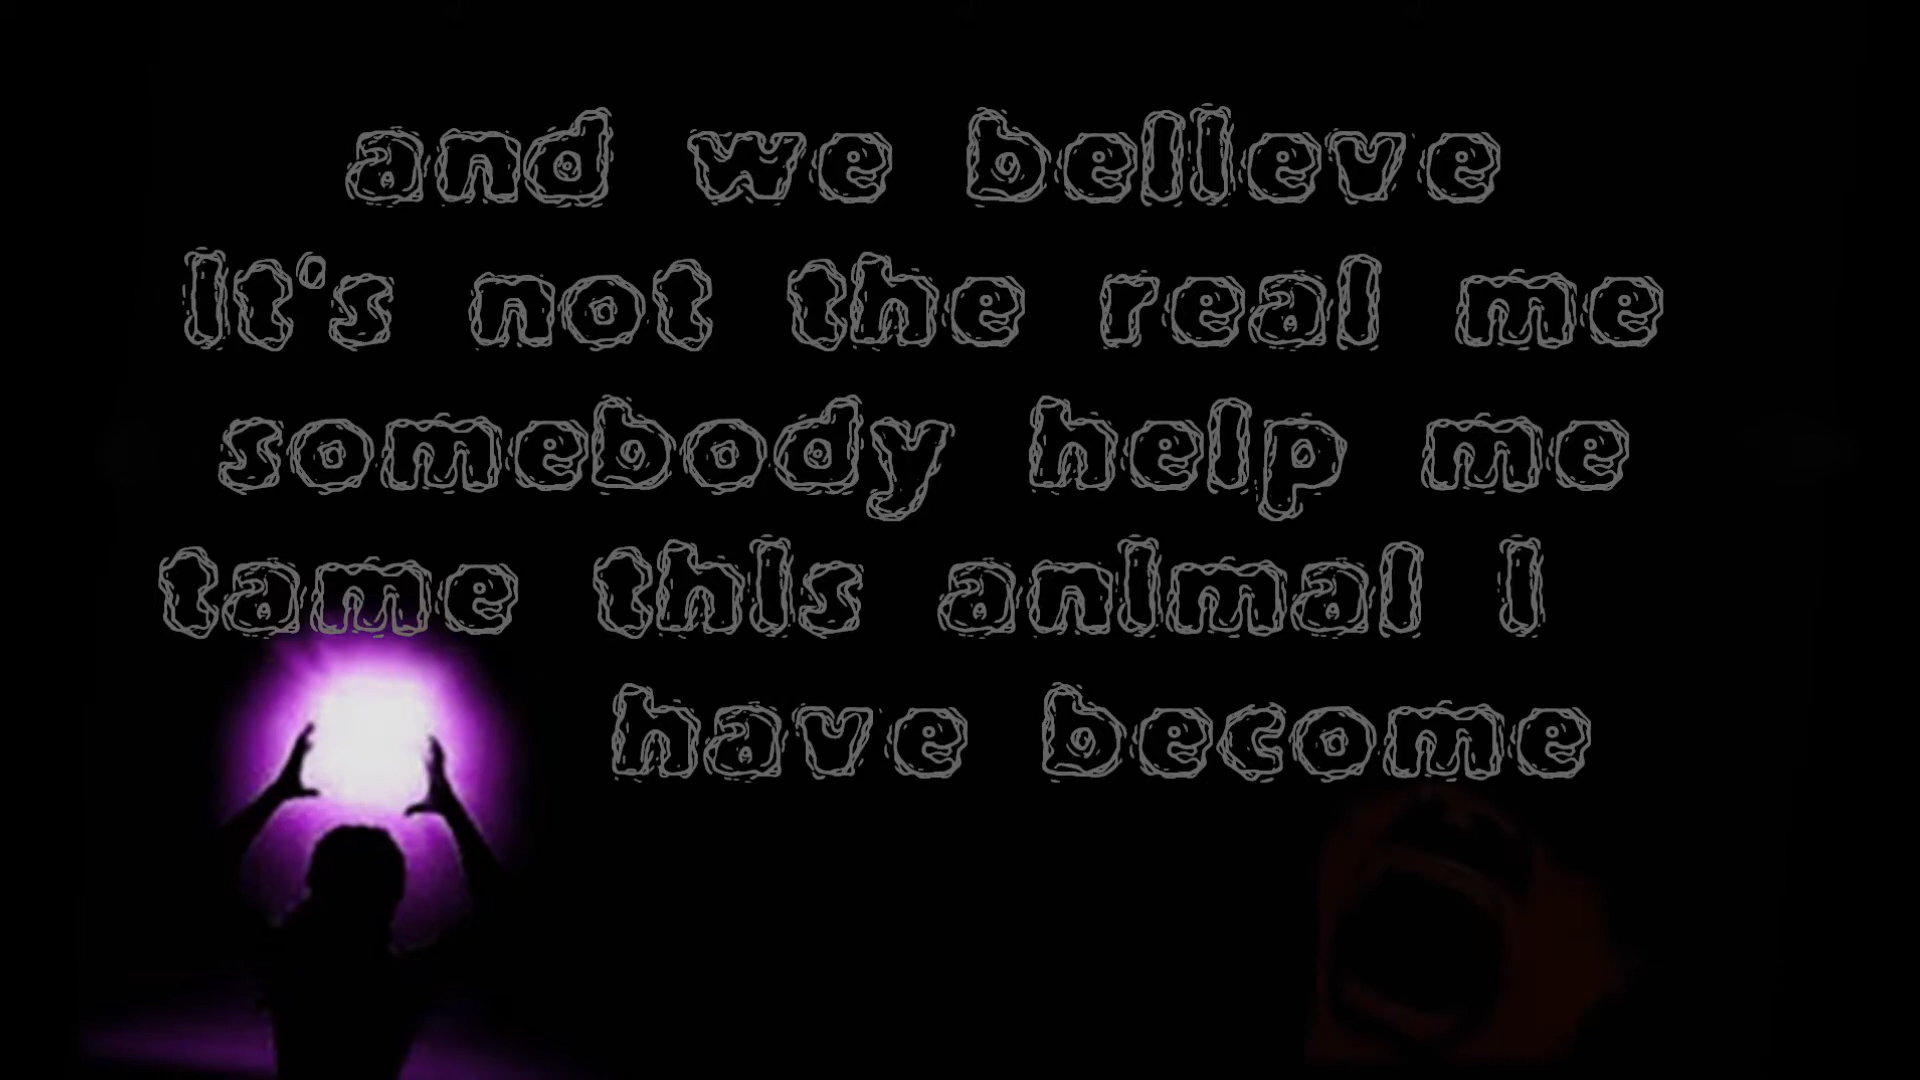 and we believe
It's not the real me
somebody help me
tame this animal I
have become